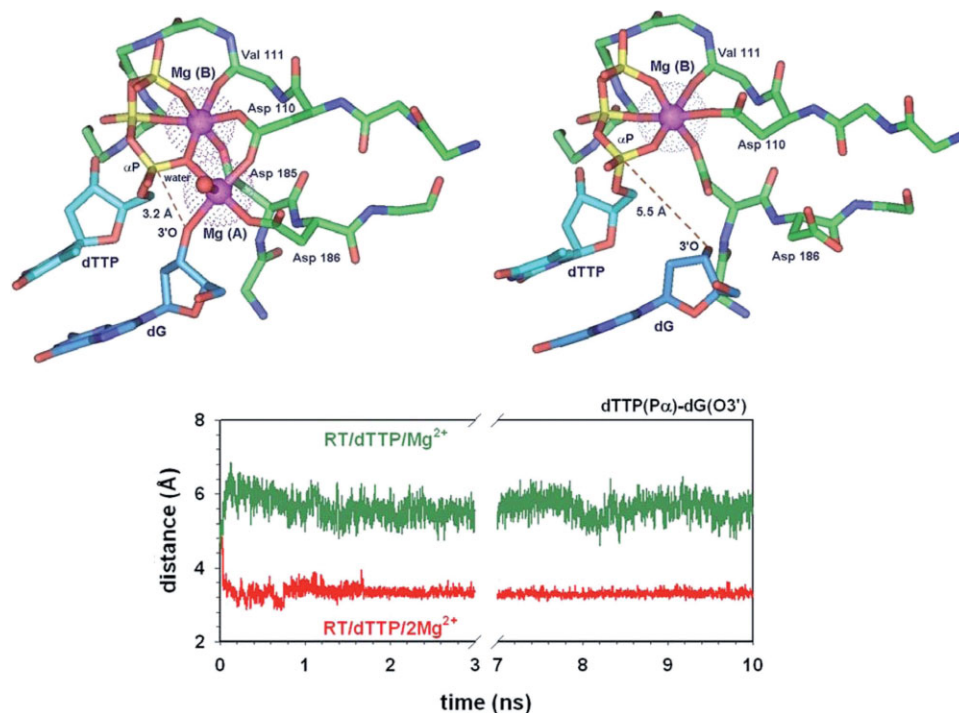 Val 111
Mg (B)
Asp 110
αP
water
Asp 185
3.2 Å
Mg (A)
3'O
dTTP
Asp 186
dG
Val 111
Mg (B)
αP
Asp 110
5.5 Å
3'O
dTTP
Asp 186
dG
dTTP(Pα)-dG(O3')
RT/dTTP/Mg²⁺
RT/dTTP/2Mg²⁺
distance (Å)
8
6
4
2
0 1 2 3 7 8 9 10
time (ns)